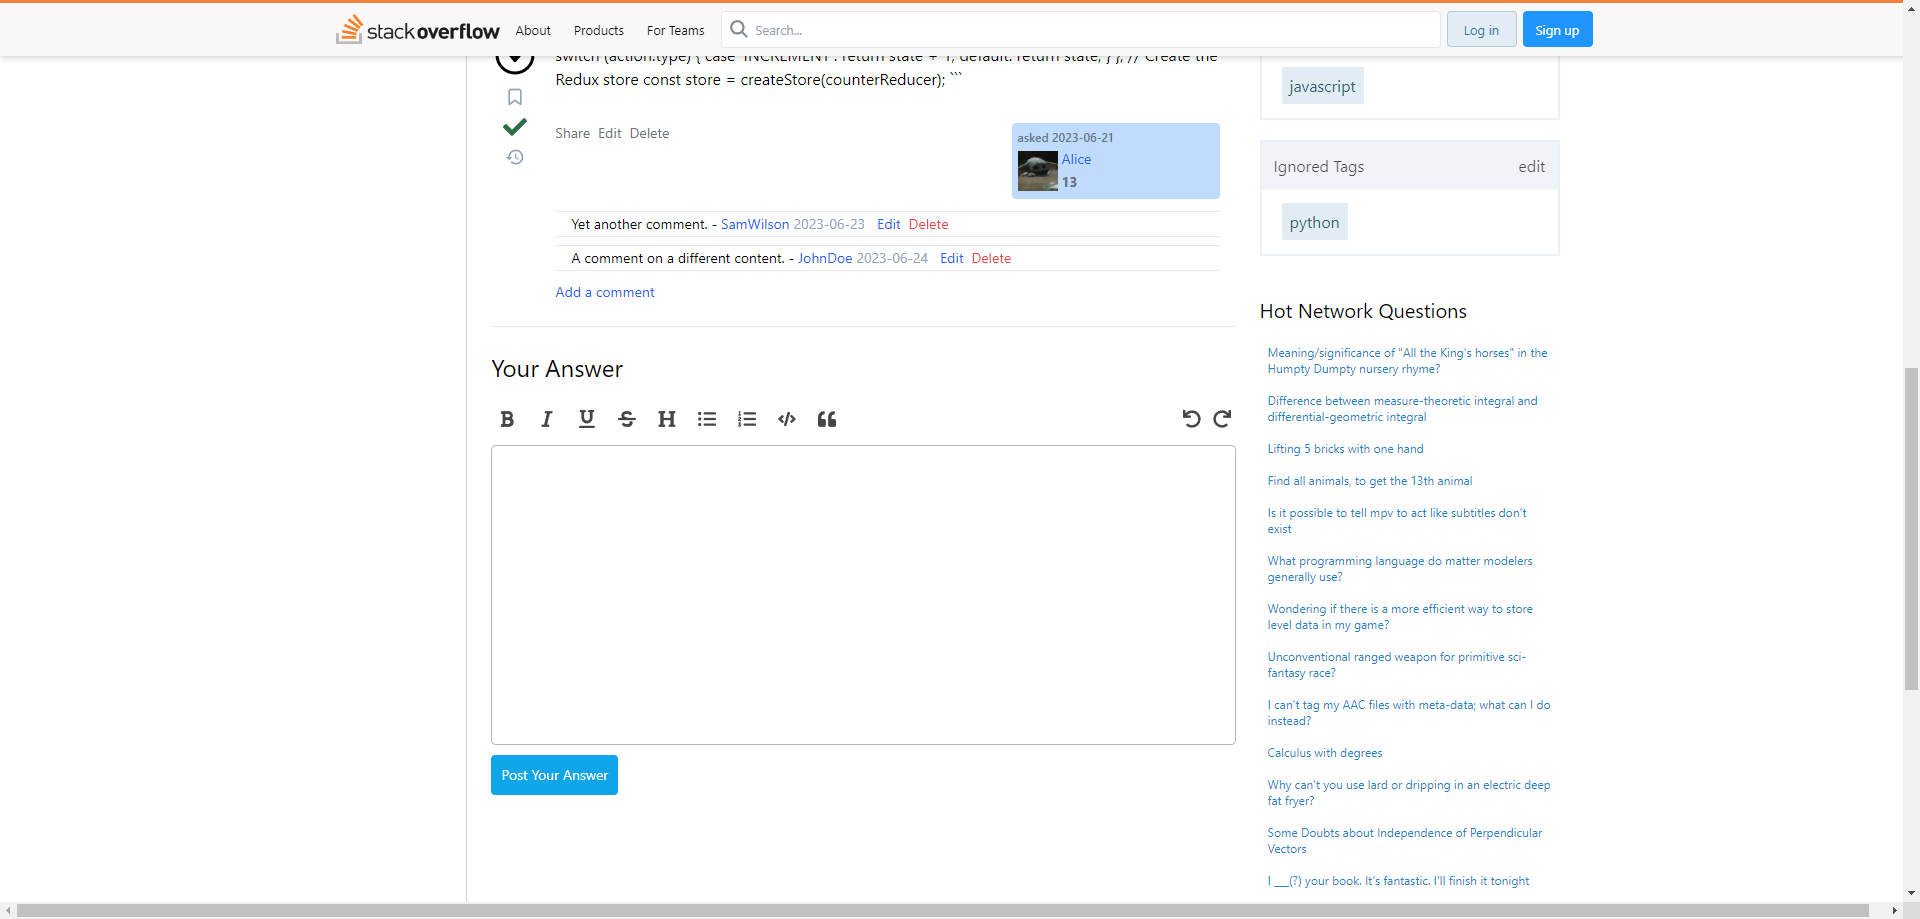 stackoverflow About Products For Teams Search... Log in Sign up
switch (action.type) { case 'INCREMENT': return state + 1; default: return state; } }; // Create the
Redux store const store = createStore(counterReducer); ```
Share Edit Delete
asked 2023-06-21
Alice
13
Yet another comment. - SamWilson 2023-06-23 Edit Delete
A comment on a different content. - JohnDoe 2023-06-24 Edit Delete
Add a comment
Your Answer
Post Your Answer
javascript
Ignored Tags edit
python
Hot Network Questions
Meaning/significance of "All the King's horses" in the
Humpty Dumpty nursery rhyme?
Difference between measure-theoretic integral and
differential-geometric integral
Lifting 5 bricks with one hand
Find all animals, to get the 13th animal
Is it possible to tell mpv to act like subtitles don't
exist
What programming language do matter modelers
generally use?
Wondering if there is a more efficient way to store
level data in my game?
Unconventional ranged weapon for primitive sci-
fantasy race?
I can't tag my AAC files with meta-data; what can I do
instead?
Calculus with degrees
Why can't you use lard or dripping in an electric deep
fat fryer?
Some Doubts about Independence of Perpendicular
Vectors
I ___(?) your book. It's fantastic. I'll finish it tonight